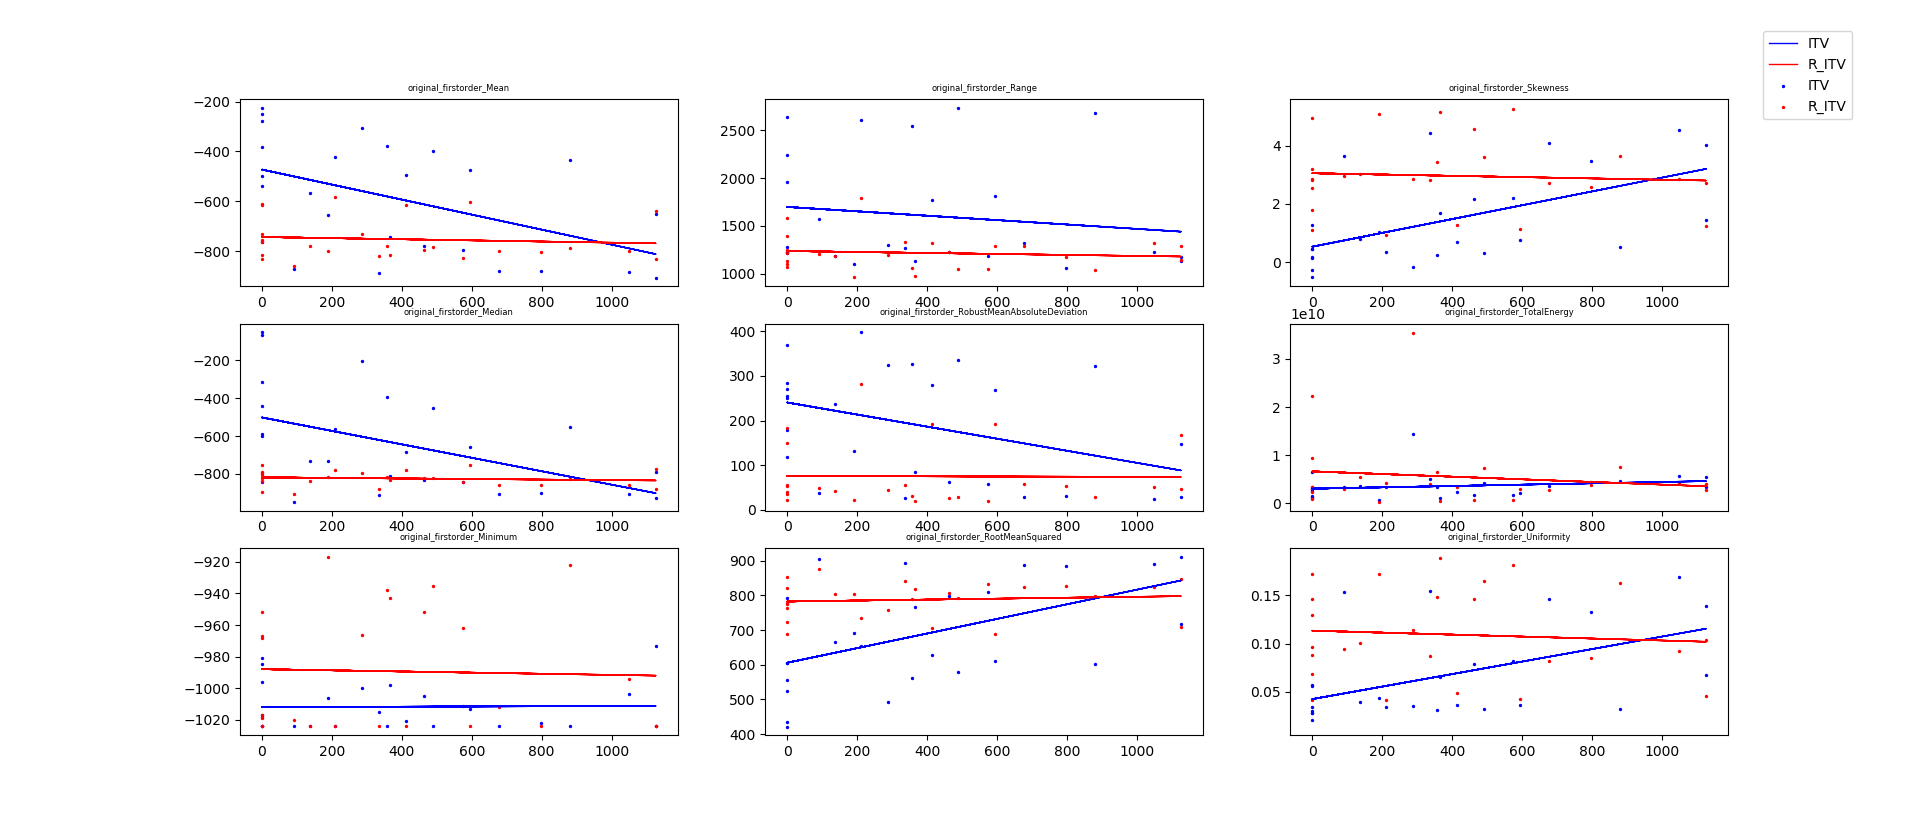 ITV
R_ITV
ITV
R_ITV
original_firstorder_Mean
−200
−400
−600
−800
0 200 400 600 800 1000
original_firstorder_Range
2500
2000
1500
1000
0 200 400 600 800 1000
original_firstorder_Skewness
4
2
0
0 200 400 600 800 1000
original_firstorder_Median
−200
−400
−600
−800
0 200 400 600 800 1000
original_firstorder_RobustMeanAbsoluteDeviation
400
300
200
100
0
0 200 400 600 800 1000
1e10
original_firstorder_TotalEnergy
3
2
1
0
0 200 400 600 800 1000
original_firstorder_Minimum
−920
−940
−960
−980
−1000
−1020
0 200 400 600 800 1000
original_firstorder_RootMeanSquared
900
800
700
600
500
400
0 200 400 600 800 1000
original_firstorder_Uniformity
0.15
0.10
0.05
0 200 400 600 800 1000